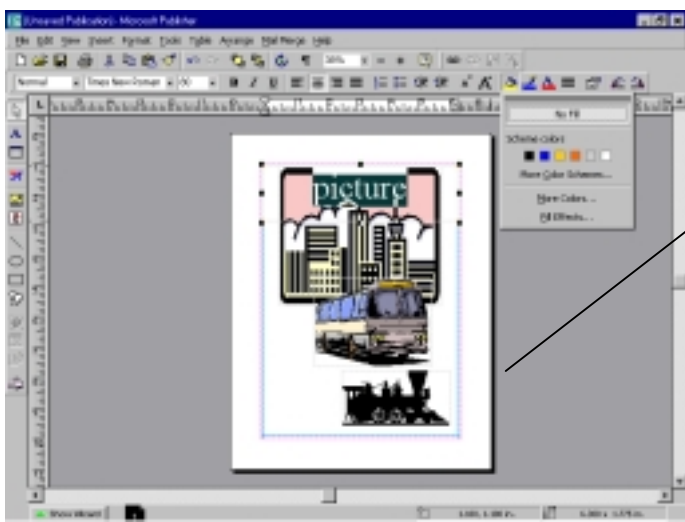 (Unsaved Publication) - Microsoft Publisher
File Edit View Insert Format Tools Table Arrange Mail Merge Help
Normal Times New Roman
No Fill
Scheme colors
More Color Schemes...
More Colors...
Fill Effects...
picture
Show Wizard